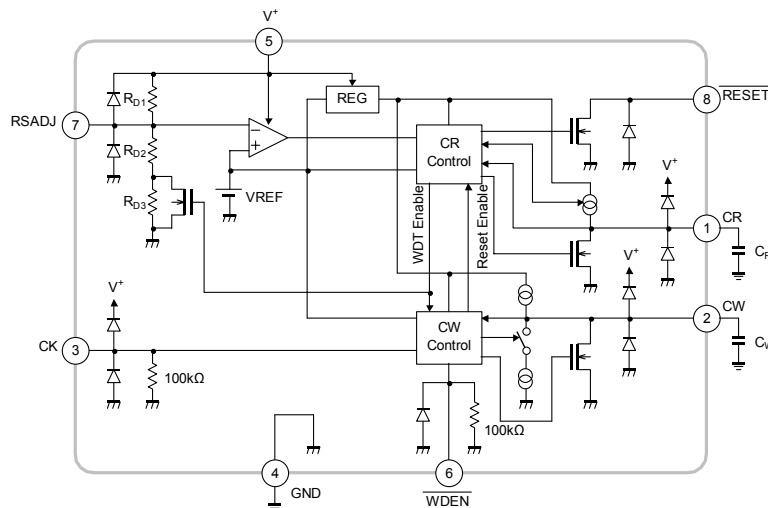 V+
5
RD1
REG
8
RESET
RSADJ
7
RD2
CR
Control
V+
VREF
RD3
WDT Enable
Reset Enable
1
CR
V+
V+
CW
2
CK
3
CW
Control
100kΩ
100kΩ
4
GND
6
WDEN